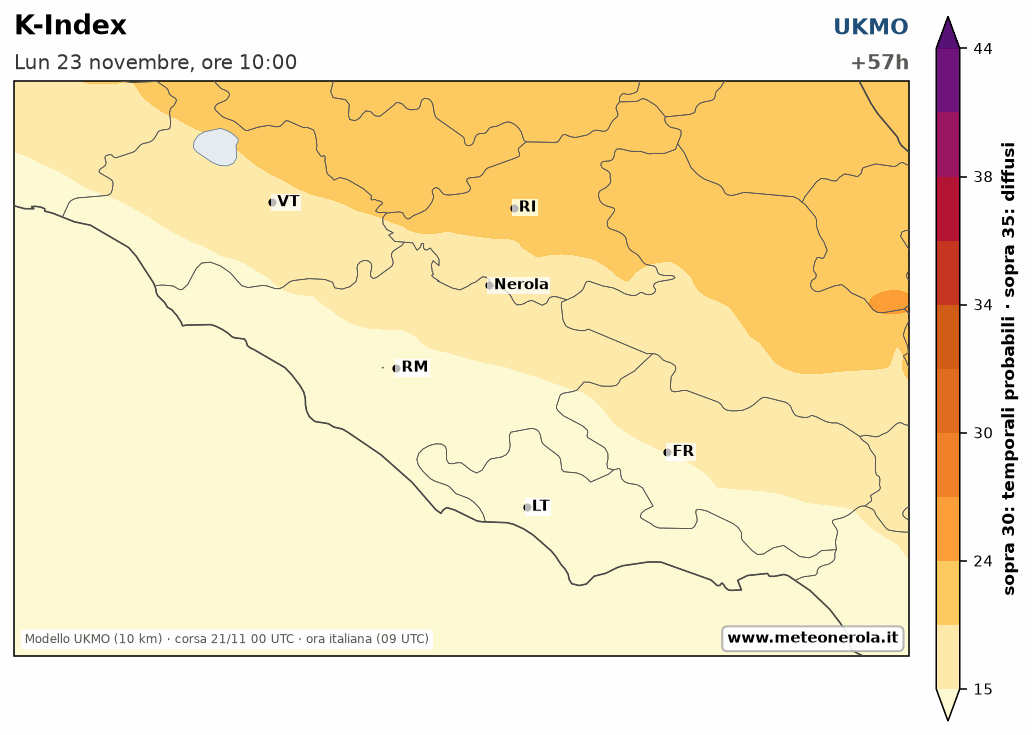 K-Index
UKMO
Lun 23 novembre, ore 10:00
+57h
VT
RI
Nerola
RM
FR
LT
44
38
34
30
24
15
sopra 30: temporali probabili · sopra 35: diffusi
Modello UKMO (10 km) · corsa 21/11 00 UTC · ora italiana (09 UTC)
www.meteonerola.it